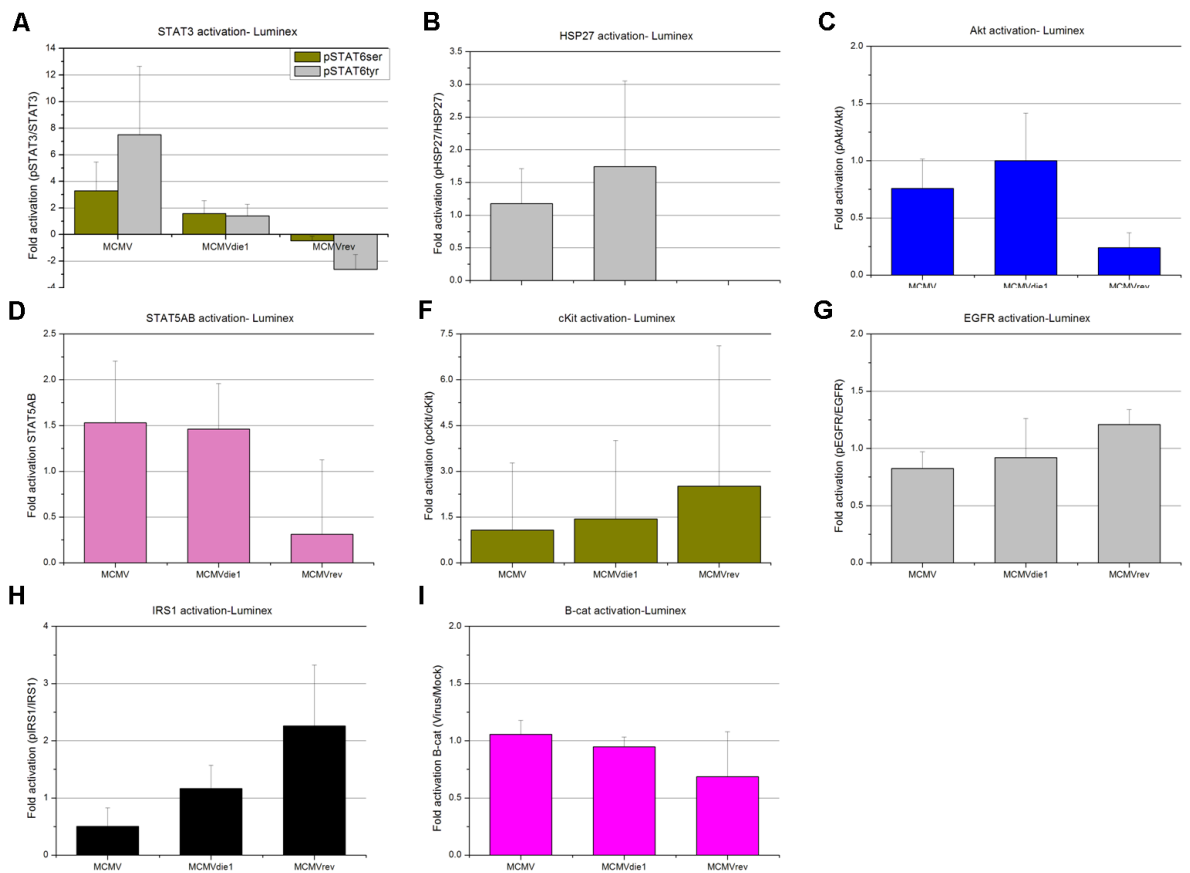 A
STAT3 activation- Luminex
pSTAT6ser
pSTAT6tyr
Fold activation (pSTAT3/STAT3)
14
12
10
8
6
4
2
0
-2
-4
MCMV
MCMVdie1
MCMVrev
B
HSP27 activation- Luminex
Fold activation (pHSP27/HSP27)
3.5
3.0
2.5
2.0
1.5
1.0
0.5
0.0
C
Akt activation- Luminex
Fold activation (pAkt/Akt)
2.0
1.5
1.0
0.5
0.0
MCMV
MCMVdie1
MCMVrev
D
STAT5AB activation- Luminex
Fold activation STAT5AB
2.5
2.0
1.5
1.0
0.5
0.0
MCMV
MCMVdie1
MCMVrev
F
cKit activation- Luminex
Fold activation (pcKit/cKit)
7.5
6.0
4.5
3.0
1.5
0.0
MCMV
MCMVdie1
MCMVrev
G
EGFR activation-Luminex
Fold activation (pEGFR/EGFR)
2.0
1.5
1.0
0.5
0.0
MCMV
MCMVdie1
MCMVrev
H
IRS1 activation-Luminex
Fold activation (pIRS1/IRS1)
4
3
2
1
0
MCMV
MCMVdie1
MCMVrev
I
B-cat activation-Luminex
Fold activation B-cat (Virus/Mock)
2.0
1.5
1.0
0.5
0.0
MCMV
MCMVdie1
MCMVrev